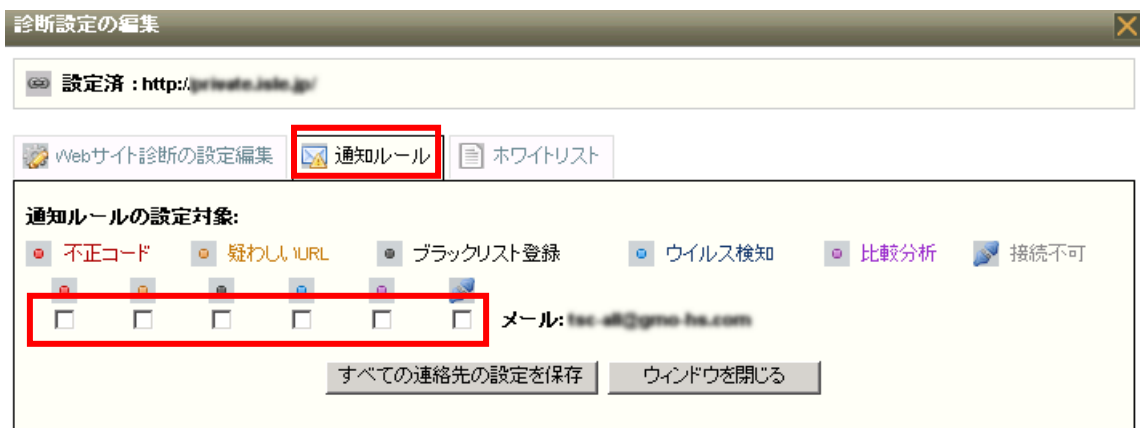 診断設定の編集
設定済 : http:/
Webサイト診断の設定編集 通知ルール ホワイトリスト
通知ルールの設定対象:
不正コード 疑わしいURL ブラックリスト登録 ウイルス検知 比較分析 接続不可
メール:
すべての連絡先の設定を保存 ウィンドウを閉じる